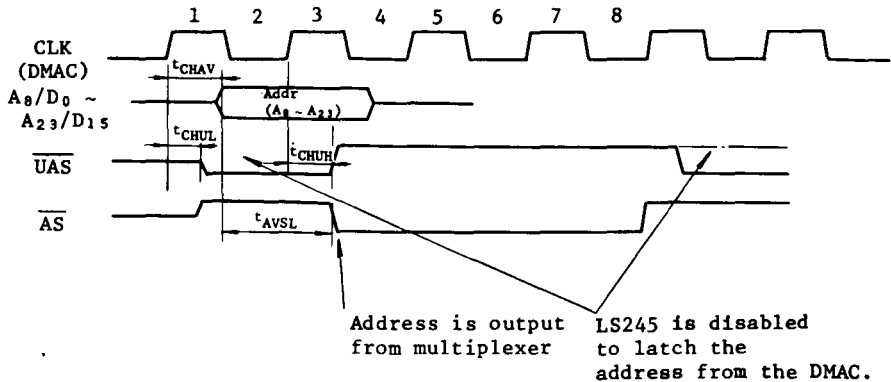 1 2 3 4 5 6 7 8
CLK
(DMAC)
tCHAV
A8/D0 ~
A23/D15
Addr
(A8 ~ A23)
tCHUL
tCHUH
UAS
AS
tAVSL
Address is output
from multiplexer
LS245 is disabled
to latch the
address from the DMAC.